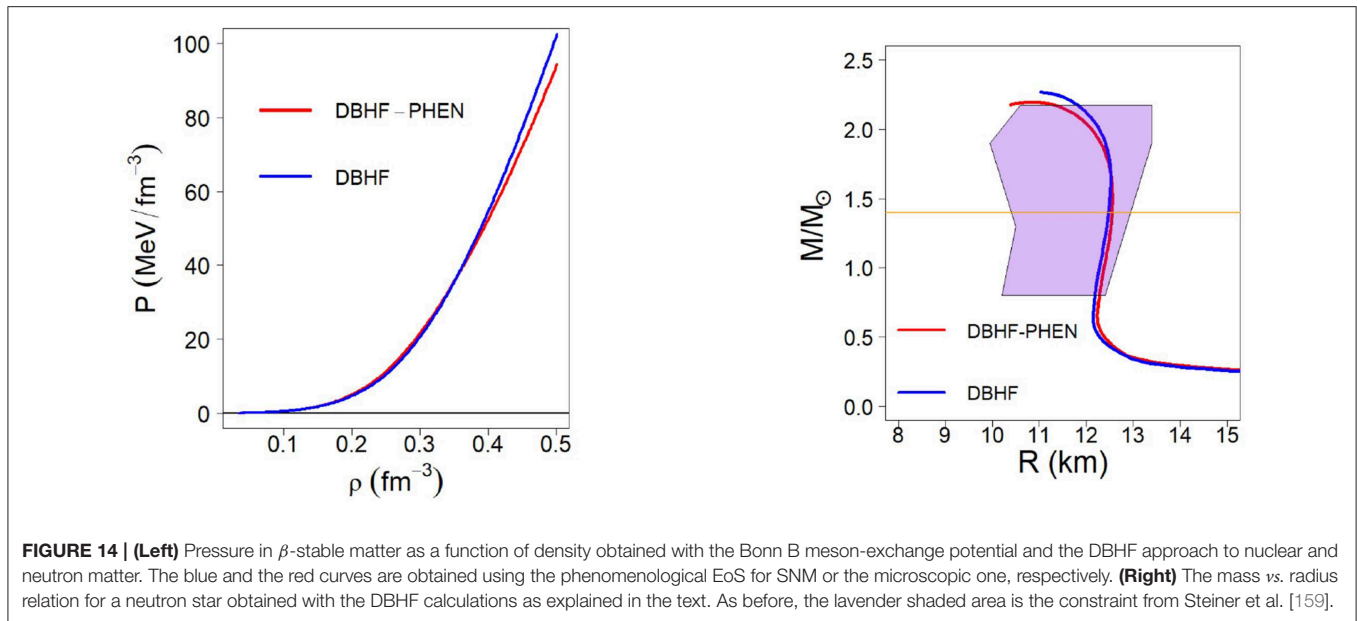 100
80
60
40
20
0
P (MeV/fm⁻³)
DBHF – PHEN
DBHF
0.1 0.2 0.3 0.4 0.5
ρ (fm⁻³)
2.5
2.0
1.5
1.0
0.5
0.0
M/M⊙
DBHF-PHEN
DBHF
8 9 10 11 12 13 14 15
R (km)
FIGURE 14 | (Left) Pressure in β-stable matter as a function of density obtained with the Bonn B meson-exchange potential and the DBHF approach to nuclear and
neutron matter. The blue and the red curves are obtained using the phenomenological EoS for SNM or the microscopic one, respectively. (Right) The mass vs. radius
relation for a neutron star obtained with the DBHF calculations as explained in the text. As before, the lavender shaded area is the constraint from Steiner et al. [159].